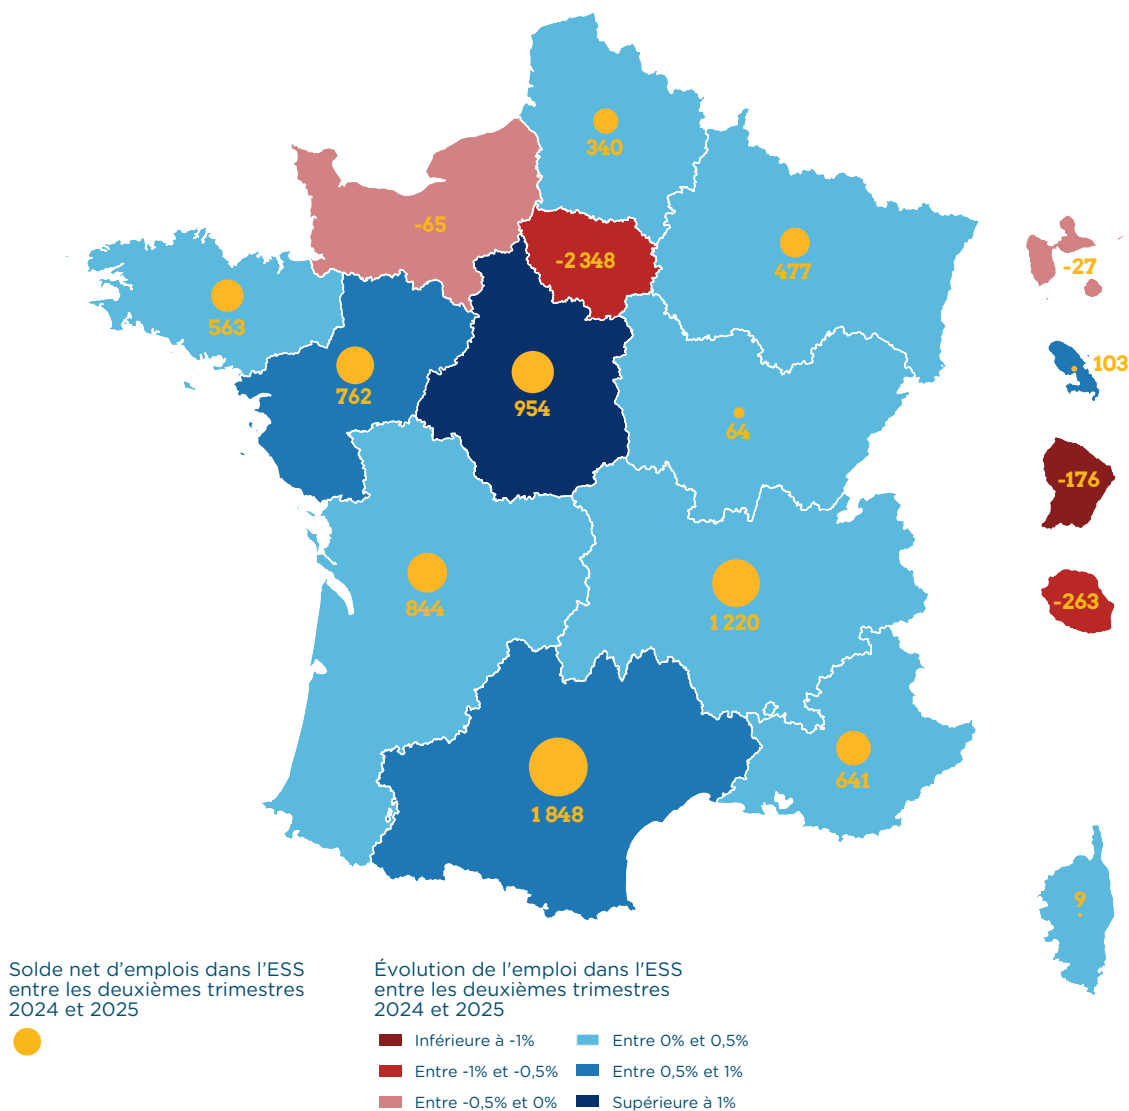 340
-65
-2 348
477
-27
563
762
954
103
64
-176
844
1 220
-263
1 848
641
9
Solde net d’emplois dans l’ESS
entre les deuxièmes trimestres
2024 et 2025
Évolution de l'emploi dans l'ESS
entre les deuxièmes trimestres
2024 et 2025
Inférieure à -1%
Entre -1% et -0,5%
Entre -0,5% et 0%
Entre 0% et 0,5%
Entre 0,5% et 1%
Supérieure à 1%